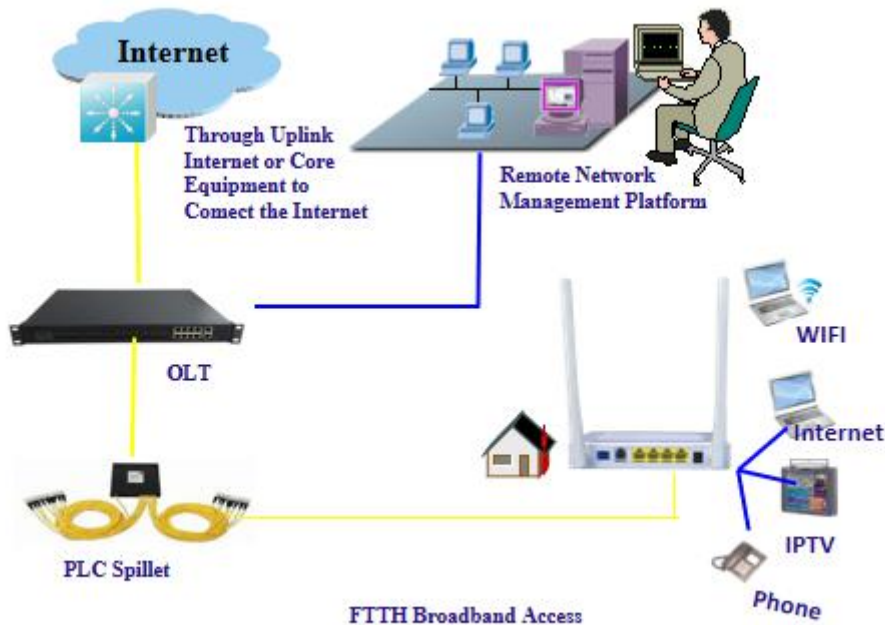 Internet
Through Uplink
Internet or Core
Equipment to
Comect the Internet
Remote Network
Management Platform
WIFI
OLT
Internet
IPTV
PLC Spillet
Phone
FTTH Broadband Access